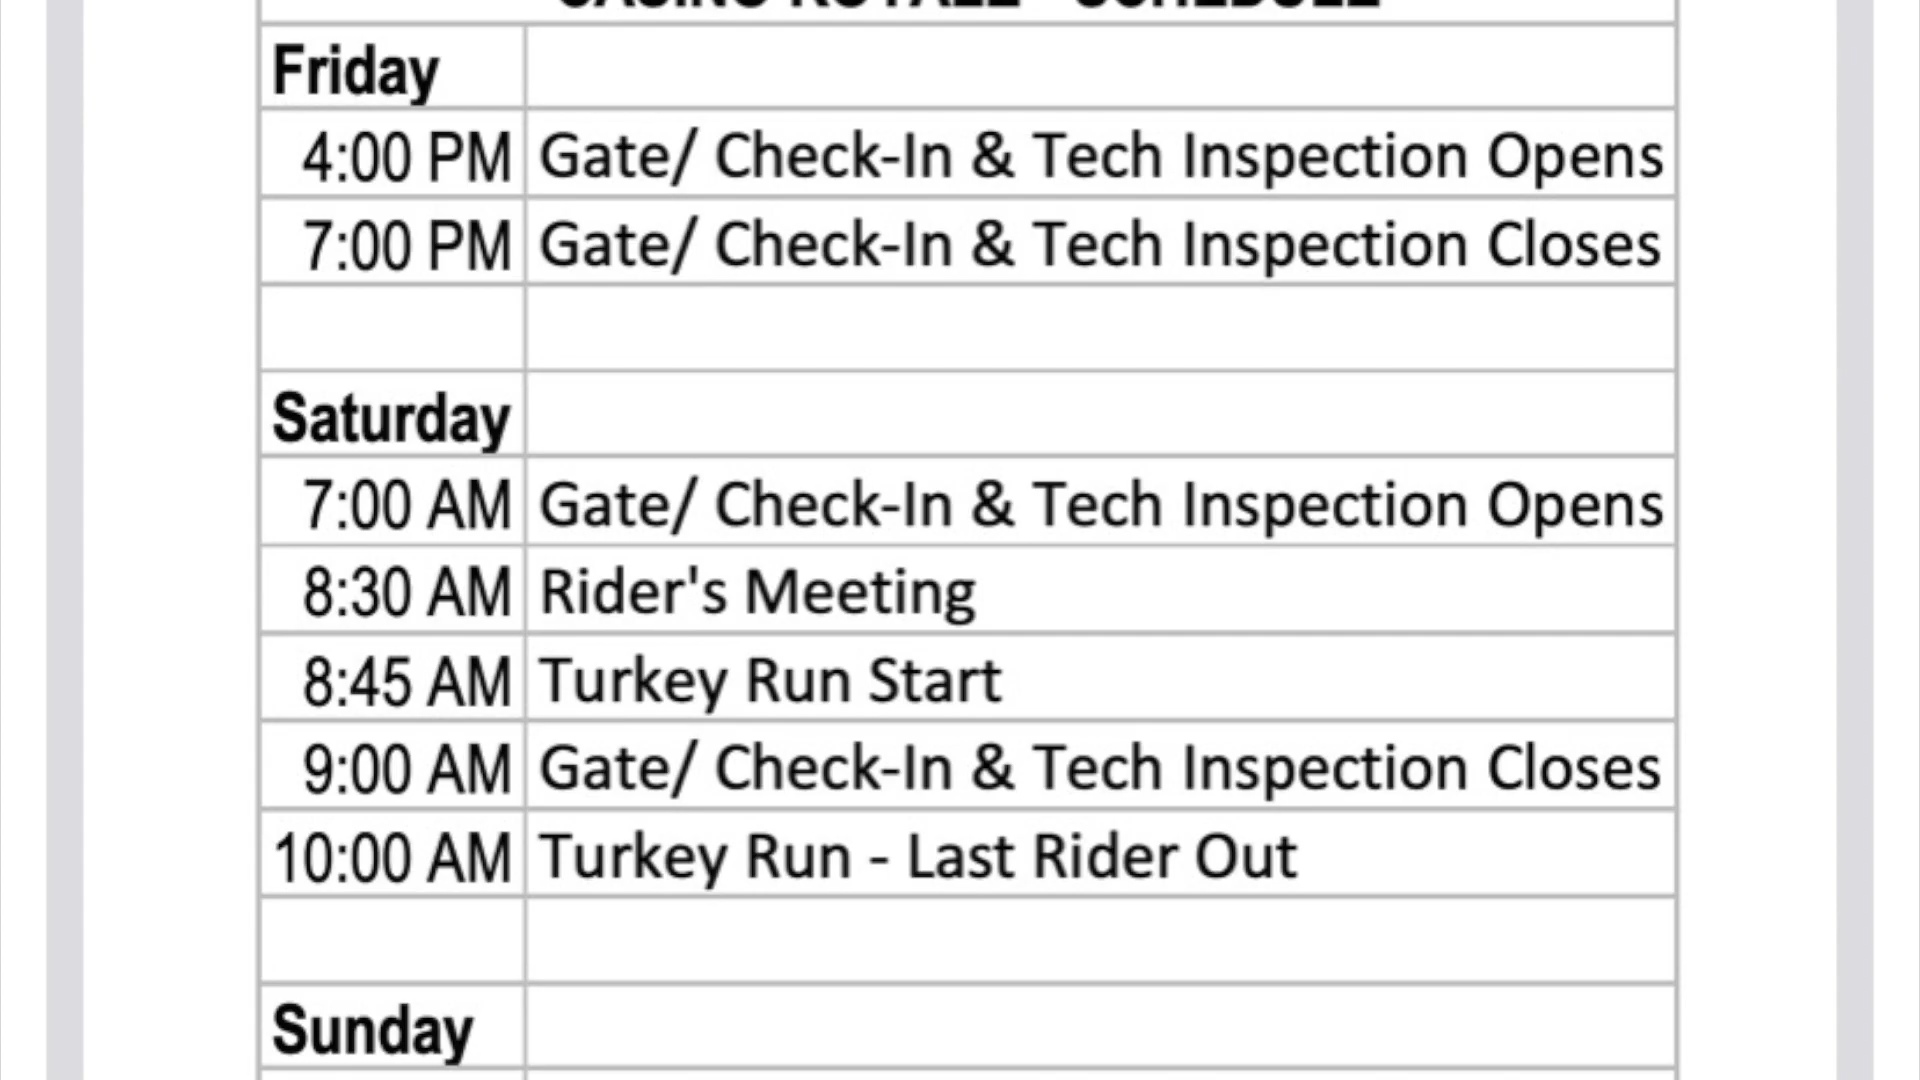 CASINO ROYALE - SCHEDULE
Friday
4:00 PM Gate/ Check-In & Tech Inspection Opens
7:00 PM Gate/ Check-In & Tech Inspection Closes
Saturday
7:00 AM Gate/ Check-In & Tech Inspection Opens
8:30 AM Rider's Meeting
8:45 AM Turkey Run Start
9:00 AM Gate/ Check-In & Tech Inspection Closes
10:00 AM Turkey Run - Last Rider Out
Sunday